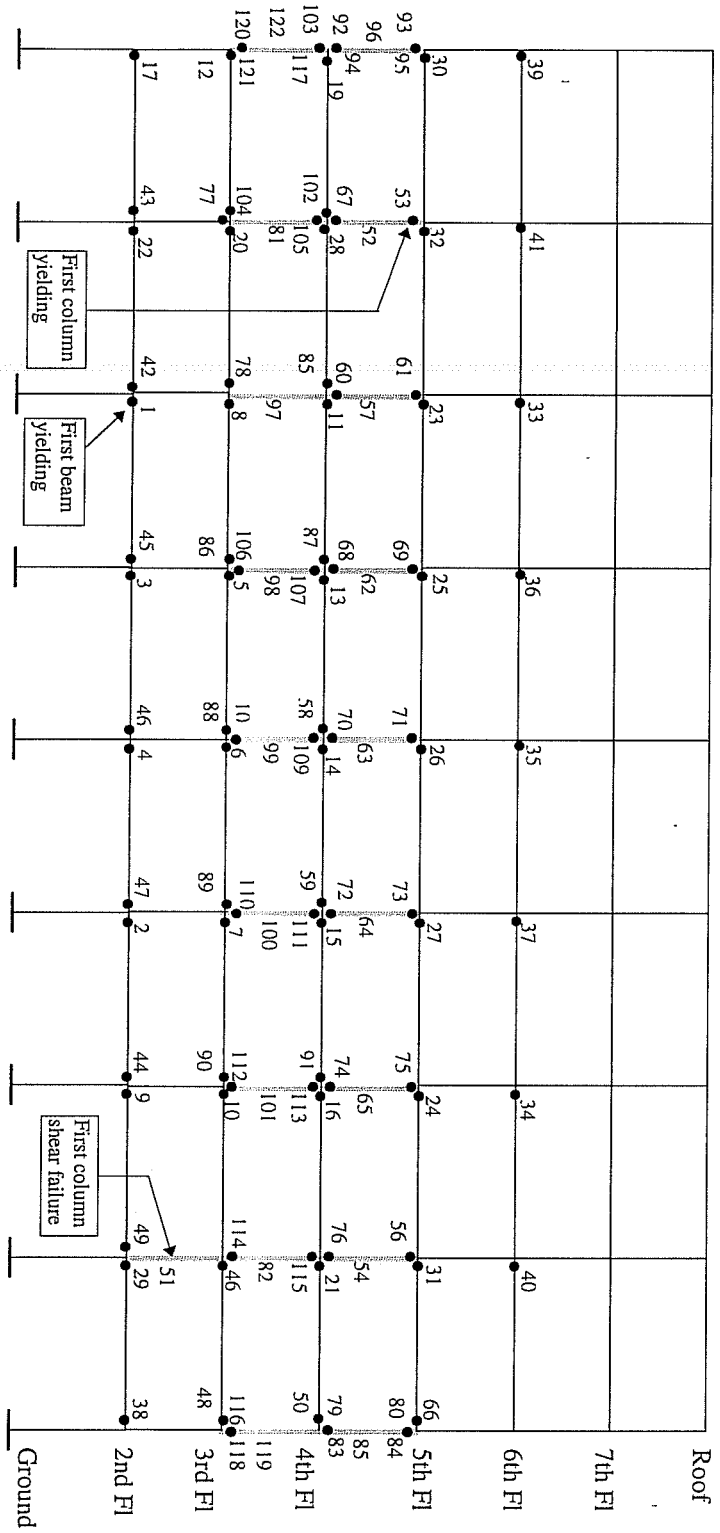 Roof
7th Fl
39 41 33 36 35 37 34 40 6th Fl
30 32 23 25 26 27 24 31 66 5th Fl
93 95 53 61 69 71 73 75 56 80 84
96 52 57 62 63 64 65 54 85
92 94 67 60 68 70 72 74 76 79 83
19 28 11 13 14 15 16 21
103 102 85 87 58 59 91 50 4th Fl
117 105 107 109 111 113 115
122 81 97 98 99 100 101 82 119
120 121 104 20 78 8 106 5 10 6 110 7 112 10 114 46 116 118
12 77 86 88 89 90 48 3rd Fl
51
17 43 22 42 1 45 3 46 4 47 2 44 9 49 29 38 2nd Fl
First column
yielding
First beam
yielding
First column
shear failure
Ground